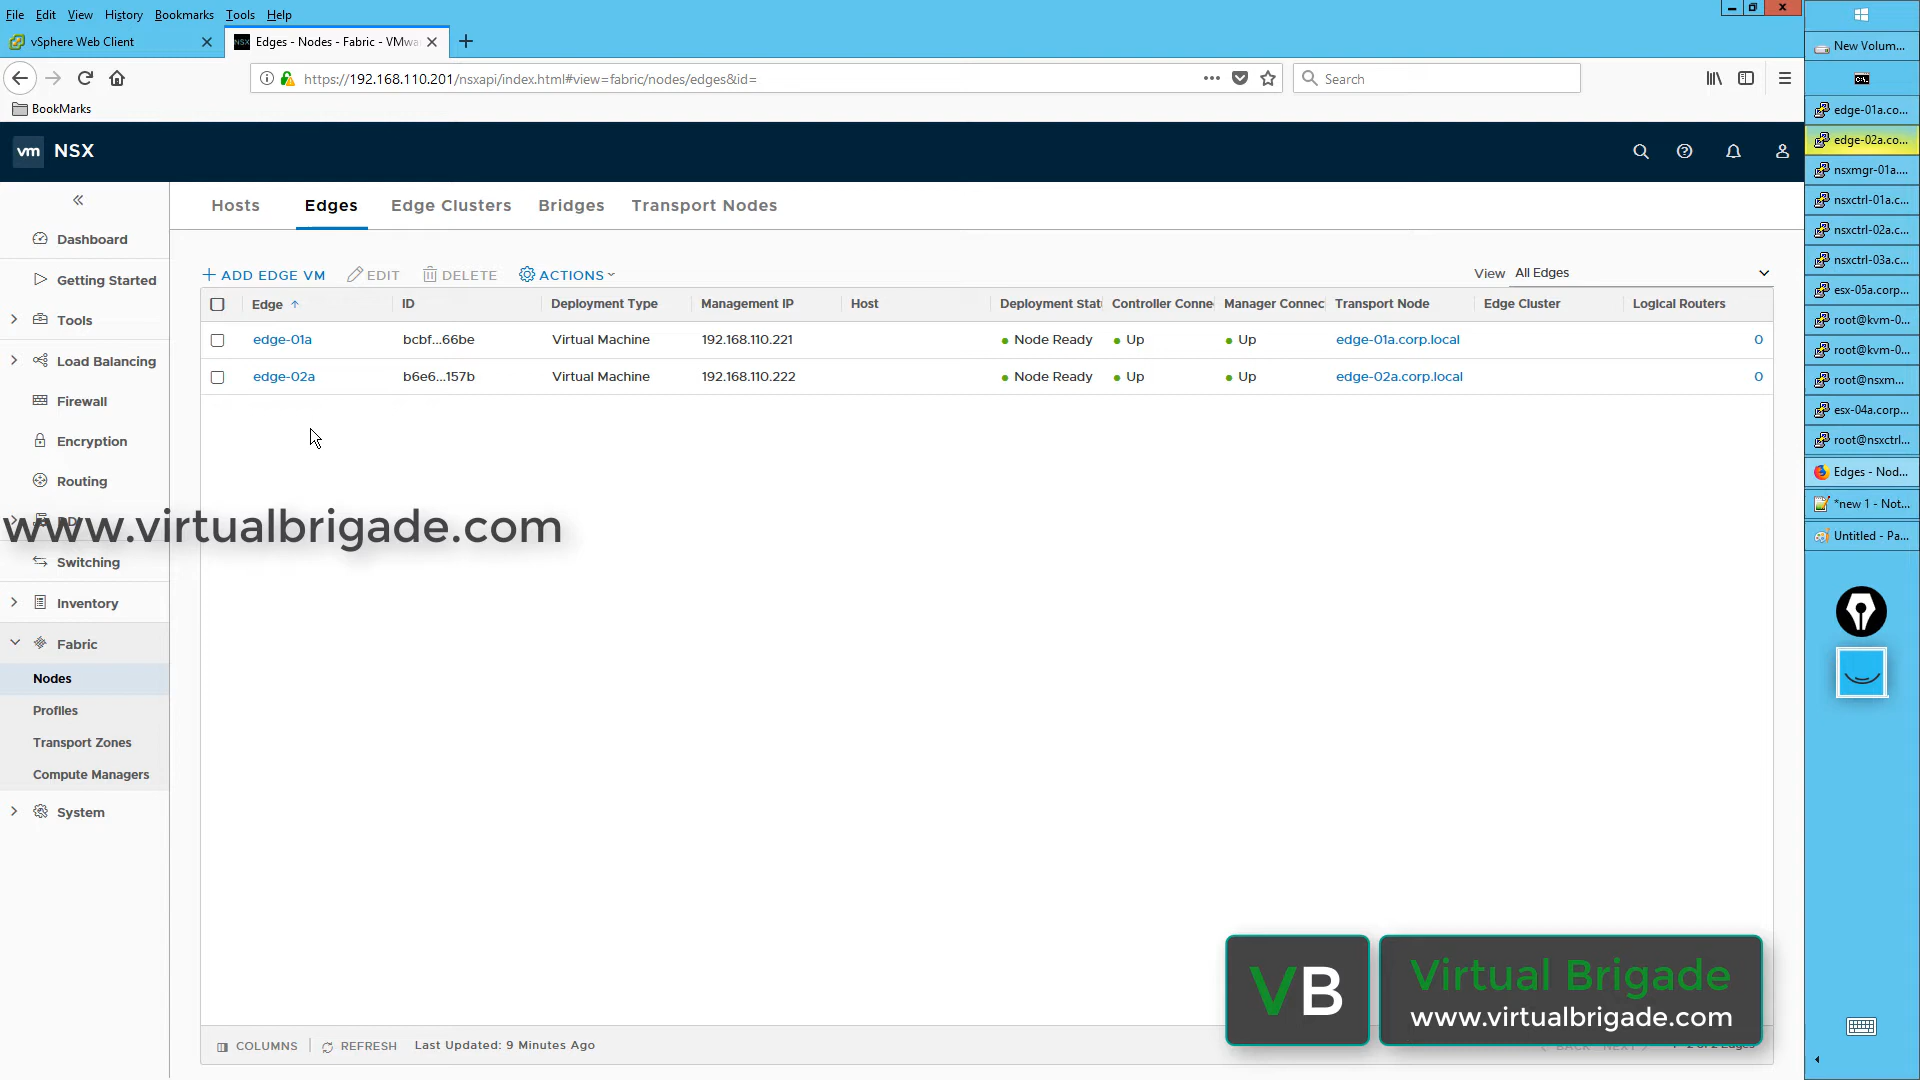 File Edit View History Bookmarks Tools Help
vSphere Web Client
NSX Edges - Nodes - Fabric - VMwa
https://192.168.110.201/nsxapi/index.html#view=fabric/nodes/edges&id=
Search
BookMarks
vm NSX
Hosts Edges Edge Clusters Bridges Transport Nodes
Dashboard
Getting Started
Tools
Load Balancing
Firewall
Encryption
Routing
Switching
Inventory
Fabric
Nodes
Profiles
Transport Zones
Compute Managers
System
+ ADD EDGE VM EDIT DELETE ACTIONS
View All Edges
Edge ID Deployment Type Management IP Host Deployment Stat Controller Conne Manager Connec Transport Node Edge Cluster Logical Routers
edge-01a bcbf...66be Virtual Machine 192.168.110.221 Node Ready Up Up edge-01a.corp.local 0
edge-02a b6e6...157b Virtual Machine 192.168.110.222 Node Ready Up Up edge-02a.corp.local 0
www.virtualbrigade.com
COLUMNS REFRESH Last Updated: 9 Minutes Ago
VB
Virtual Brigade
www.virtualbrigade.com
New Volum...
edge-01a.co...
edge-02a.co...
nsxmgr-01a....
nsxctrl-01a.c...
nsxctrl-02a.c...
nsxctrl-03a.c...
esx-05a.corp...
root@kvm-0...
root@kvm-0...
root@nsxm...
esx-04a.corp...
root@nsxctrl...
Edges - Nod...
*new 1 - Not...
Untitled - Pa...